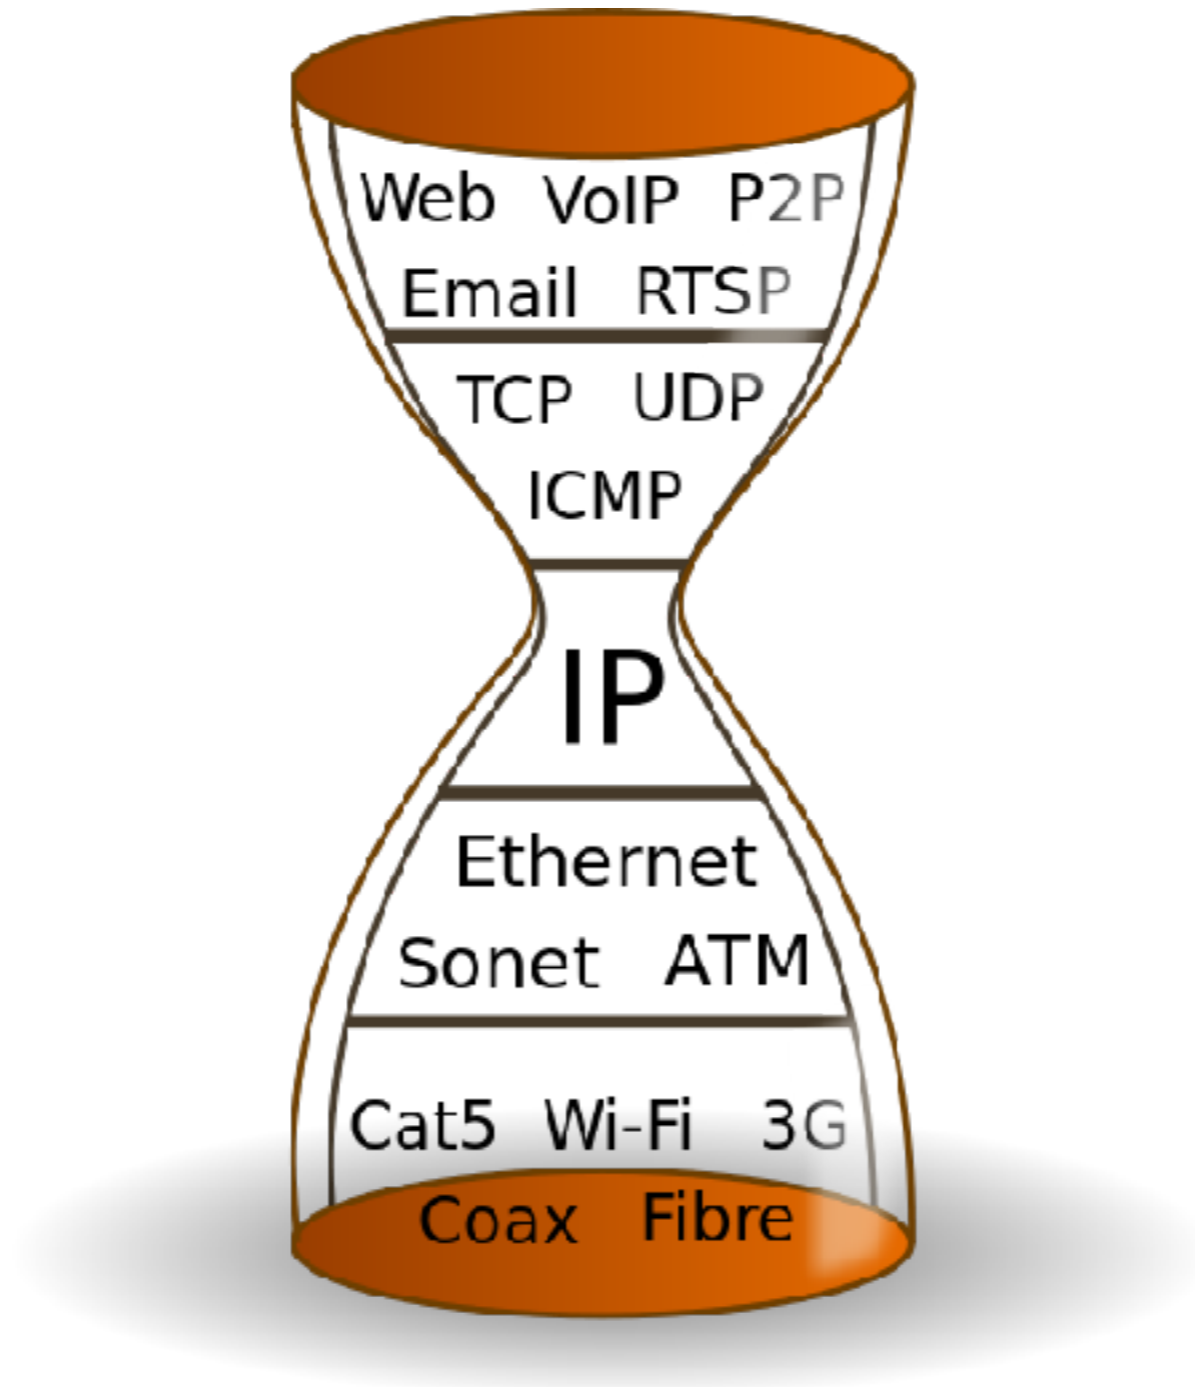 Web VoIP P2P
Email RTSP
TCP UDP
ICMP
IP
Ethernet
Sonet ATM
Cat5 Wi-Fi 3G
Coax Fibre